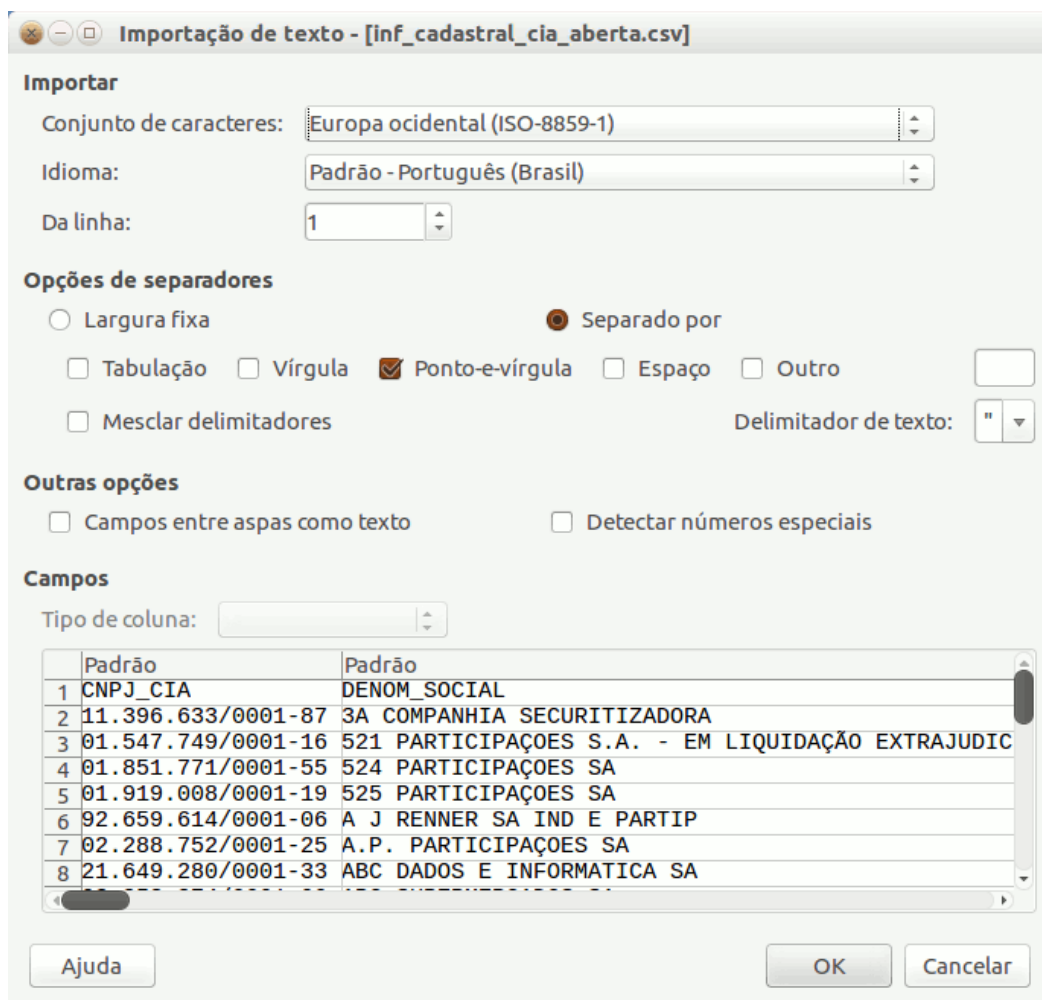 Importação de texto - [inf_cadastral_cia_aberta.csv]
Importar
Conjunto de caracteres: Europa ocidental (ISO-8859-1)
Idioma: Padrão - Português (Brasil)
Da linha: 1
Opções de separadores
Largura fixa Separado por
Tabulação Vírgula Ponto-e-vírgula Espaço Outro
Mesclar delimitadores Delimitador de texto: "
Outras opções
Campos entre aspas como texto Detectar números especiais
Campos
Tipo de coluna:
Padrão Padrão
1 CNPJ_CIA DENOM_SOCIAL
2 11.396.633/0001-87 3A COMPANHIA SECURITIZADORA
3 01.547.749/0001-16 521 PARTICIPAÇOES S.A. - EM LIQUIDAÇÃO EXTRAJUDIC
4 01.851.771/0001-55 524 PARTICIPAÇOES SA
5 01.919.008/0001-19 525 PARTICIPAÇOES SA
6 92.659.614/0001-06 A J RENNER SA IND E PARTIP
7 02.288.752/0001-25 A.P. PARTICIPAÇOES SA
8 21.649.280/0001-33 ABC DADOS E INFORMATICA SA
Ajuda OK Cancelar